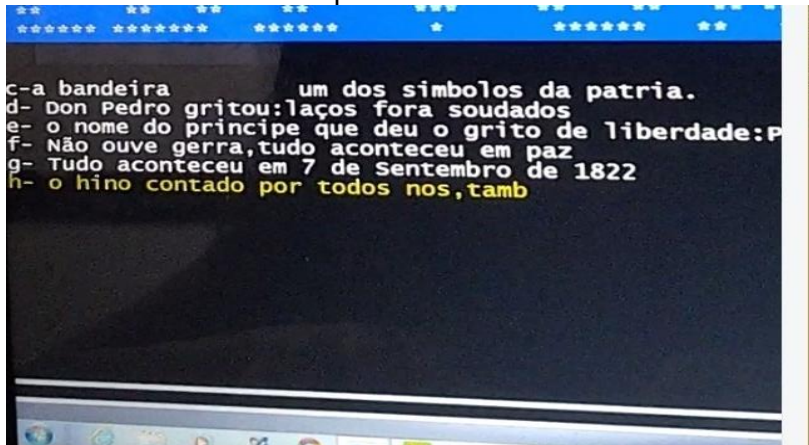 c-a bandeira um dos simbolos da patria.
d- Don Pedro gritou:laços fora soudados
e- o nome do principe que deu o grito de liberdade:P
f- Não ouve gerra,tudo aconteceu em paz
g- Tudo aconteceu em 7 de Sentembro de 1822
h- o hino contado por todos nos,tamb